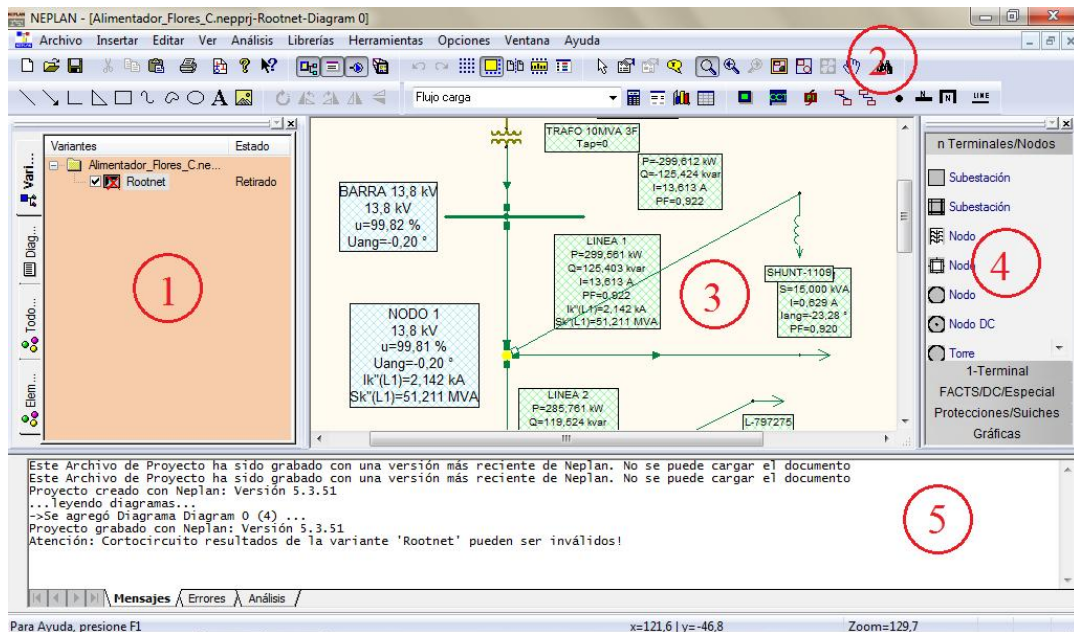 NEPLAN - [Alimentador_Flores_C.nepprj-Rootnet-Diagram 0]
Archivo Insertar Editar Ver Análisis Librerías Herramientas Opciones Ventana Ayuda
2
Flujo carga
CCT
N
N
LINE
Vari...
Diag...
Todo...
Elem...
Variantes Estado
Alimentador_Flores_C.ne...
Rootnet Retirado
1
TRAFO 10MVA 3F
Tap=0
P=-299,612 kW
Q=-125,424 kvar
I=13,613 A
PF=0,922
BARRA 13,8 kV
13,8 kV
u=99,82 %
Uang=-0,20 °
LINEA 1
P=299,561 kW
Q=125,403 kvar
I=13,613 A
PF=0,922
Ik"(L1)=2,142 kA
Sk"(L1)=51,211 MVA
3
SHUNT-1109
S=15,000 kVA
I=0,629 A
Iang=-23,28 °
PF=0,920
NODO 1
13,8 kV
u=99,81 %
Uang=-0,20 °
Ik"(L1)=2,142 kA
Sk"(L1)=51,211 MVA
LINEA 2
P=285,761 kW
Q=119,524 kvar
L-797275
n Terminales/Nodos
Subestación
Subestación
Nodo
Nodo
Nodo
Nodo DC
Torre
4
1-Terminal
FACTS/DC/Especial
Protecciones/Suiches
Gráficas
Este Archivo de Proyecto ha sido grabado con una versión más reciente de Neplan. No se puede cargar el documento
Este Archivo de Proyecto ha sido grabado con una versión más reciente de Neplan. No se puede cargar el documento
Proyecto creado con Neplan: Versión 5.3.51
...leyendo diagramas...
->Se agregó Diagrama Diagram 0 (4) ...
Proyecto grabado con Neplan: Versión 5.3.51
Atención: Cortocircuito resultados de la variante 'Rootnet' pueden ser inválidos!
5
Mensajes Errores Análisis
Para Ayuda, presione F1 x=121,6 | y=-46,8 Zoom=129,7